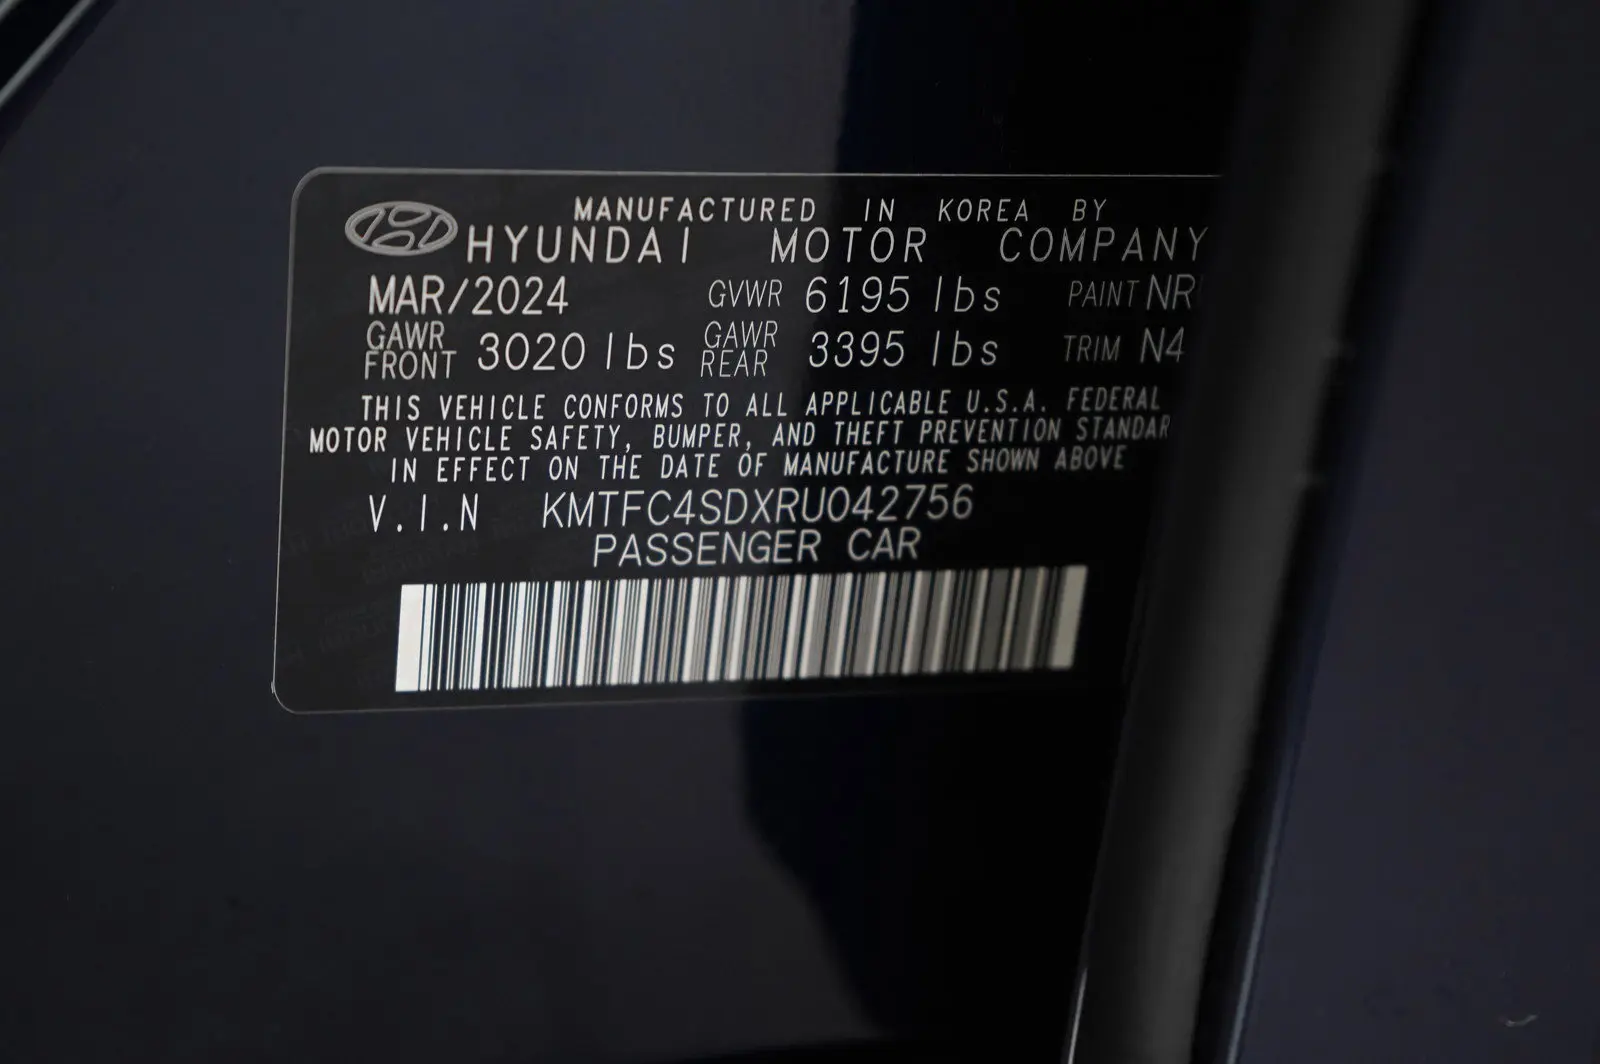 MANUFACTURED IN KOREA BY
HYUNDAI MOTOR COMPANY
MAR/2024 GVWR 6195 lbs PAINT NR
GAWR FRONT 3020 lbs GAWR REAR 3395 lbs TRIM N4
THIS VEHICLE CONFORMS TO ALL APPLICABLE U.S.A. FEDERAL
MOTOR VEHICLE SAFETY, BUMPER, AND THEFT PREVENTION STANDAR
IN EFFECT ON THE DATE OF MANUFACTURE SHOWN ABOVE
V.I.N KMTFC4SDXRU042756
PASSENGER CAR